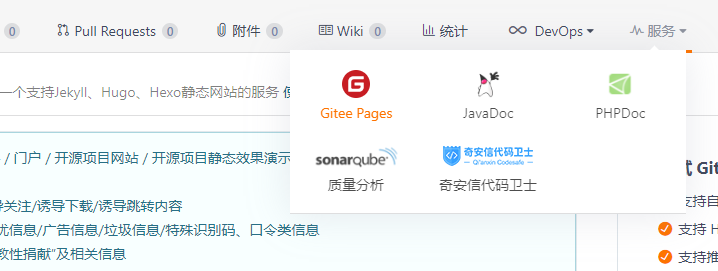 0 Pull Requests 0 附件 0 Wiki 0 统计 DevOps 服务
一个支持Jekyll、Hugo、Hexo静态网站的服务
Gitee Pages JavaDoc PHPDoc
/ 门户 / 开源项目网站 / 开源项目静态效果演示
sonarqube 奇安信代码卫士
Qi'anxin Codesafe
质量分析 奇安信代码卫士
关注/诱导下载/诱导跳转内容
信息/广告信息/垃圾信息/特殊识别码、口令类信息
性捐献”及相关信息
Git
支持
支持 H
支持推